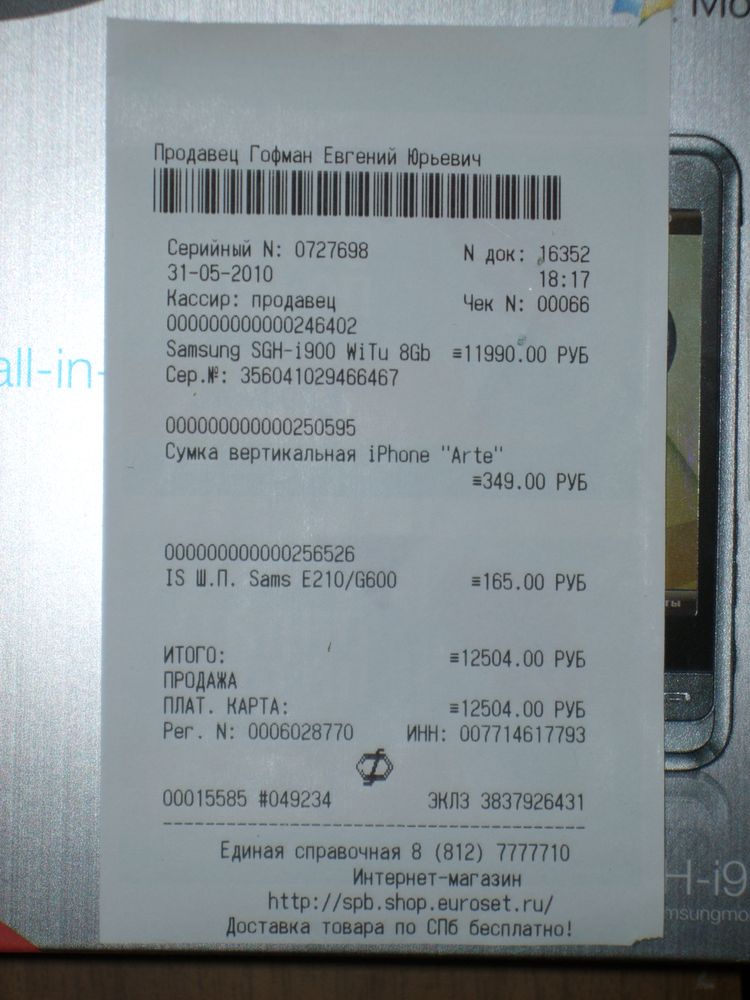 Mo
Продавец Гофман Евгений Юрьевич
Серийный N: 0727698 N док: 16352
31-05-2010 18:17
Кассир: продавец Чек N: 00066
000000000000246402
Samsung SGH-i900 WiTu 8Gb ≡11990.00 РУБ
Сер.№: 356041029466467
all-in-
000000000000250595
Сумка вертикальная iPhone "Arte"
≡349.00 РУБ
000000000000256526
IS Ш.П. Sams E210/G600 ≡165.00 РУБ
ты
ИТОГО: ≡12504.00 РУБ
ПРОДАЖА
ПЛАТ. КАРТА: ≡12504.00 РУБ
Рег. N: 0006028770 ИНН: 007714617793
00015585 #049234 ЭКЛЗ 3837926431
Единая справочная 8 (812) 7777710
Интернет-магазин
http://spb.shop.euroset.ru/
Доставка товара по СПб бесплатно!
H-i9
msungmo